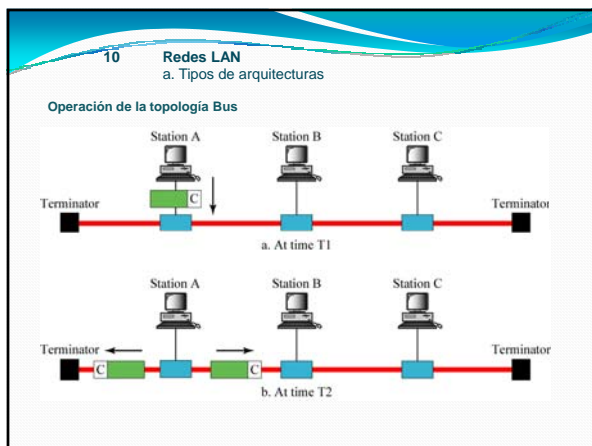 10 Redes LAN
a. Tipos de arquitecturas
Operación de la topología Bus
Station A Station B Station C
C
Terminator Terminator
a. At time T1
Station A Station B Station C
Terminator Terminator
C C
b. At time T2